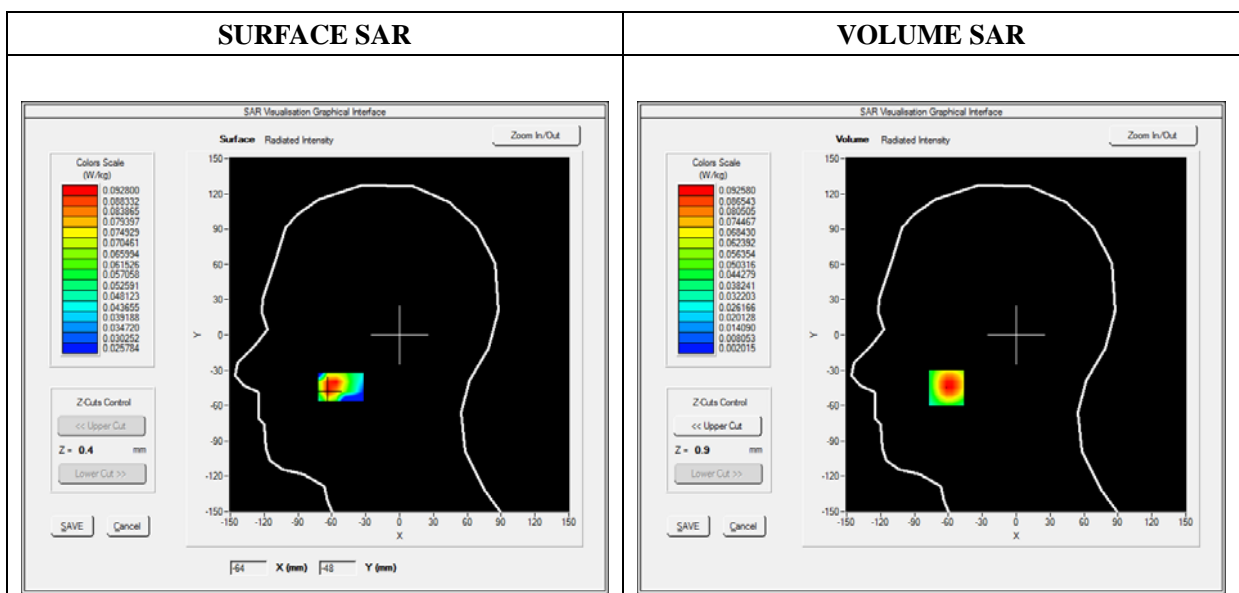 SURFACE SAR
VOLUME SAR
SAR Visualisation Graphical Interface
Surface Radiated Intensity
Zoom In/Out
Colors Scale
(W/kg)
0.092800
0.088332
0.083865
0.079397
0.074929
0.070461
0.065994
0.061526
0.057058
0.052591
0.048123
0.043655
0.039188
0.034720
0.030252
0.025784
Z-Cuts Control
<< Upper Cut
Z = 0.4 mm
Lower Cut >>
SAVE Cancel
150
120
90
60
30
0
-30
-60
-90
-120
-150
Y
-150 -120 -90 -60 -30 0 30 60 90 120 150
X
-64 X (mm) -48 Y (mm)
SAR Visualisation Graphical Interface
Volume Radiated Intensity
Zoom In/Out
Colors Scale
(W/kg)
0.092580
0.086543
0.080505
0.074467
0.068430
0.062392
0.056354
0.050316
0.044279
0.038241
0.032203
0.026166
0.020128
0.014090
0.008053
0.002015
Z-Cuts Control
<< Upper Cut
Z = 0.9 mm
Lower Cut >>
SAVE Cancel
150
120
90
60
30
0
-30
-60
-90
-120
-150
Y
-150 -120 -90 -60 -30 0 30 60 90 120 150
X